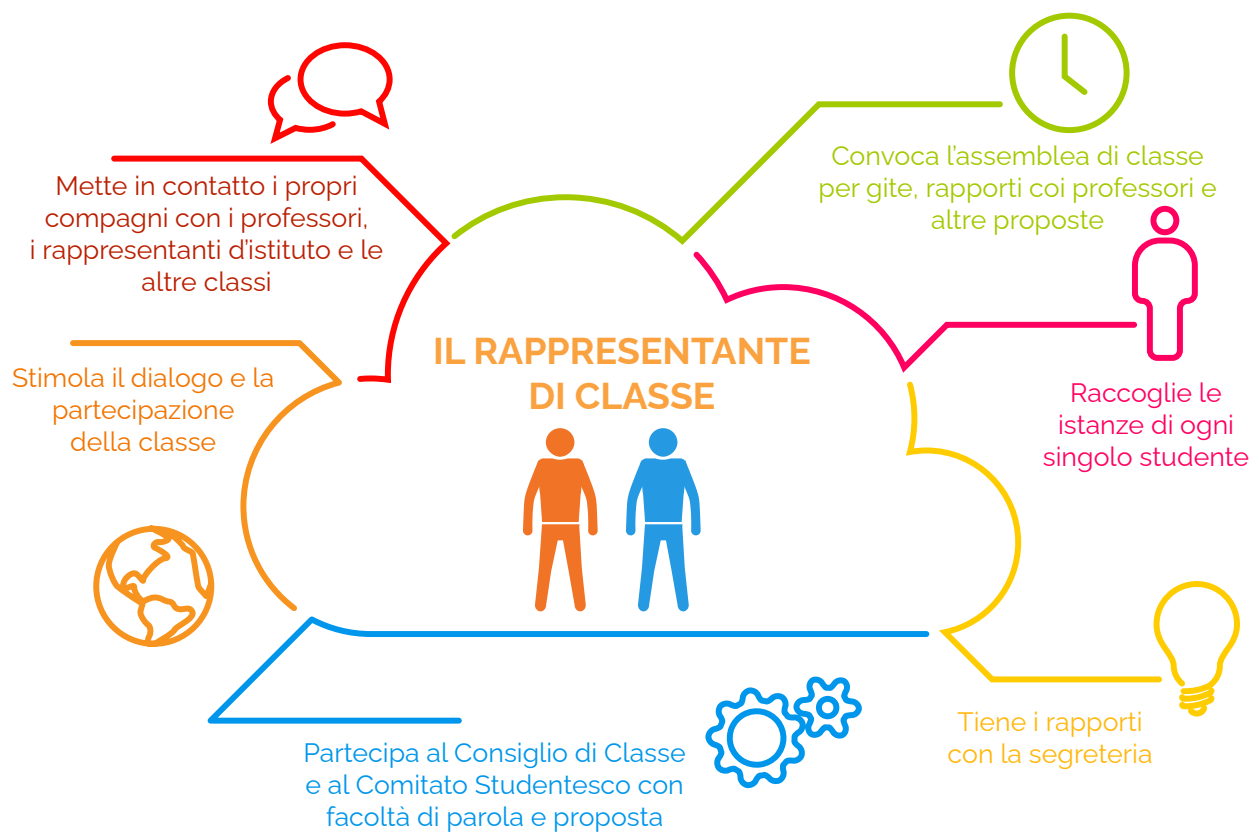 Mette in contatto i propri
compagni con i professori,
i rappresentanti d'istituto e le
altre classi
Convoca l'assemblea di classe
per gite, rapporti coi professori e
altre proposte
IL RAPPRESENTANTE
DI CLASSE
Stimola il dialogo e la
partecipazione
della classe
Raccoglie le
istanze di ogni
singolo studente
Tiene i rapporti
con la segreteria
Partecipa al Consiglio di Classe
e al Comitato Studentesco con
facoltà di parola e proposta